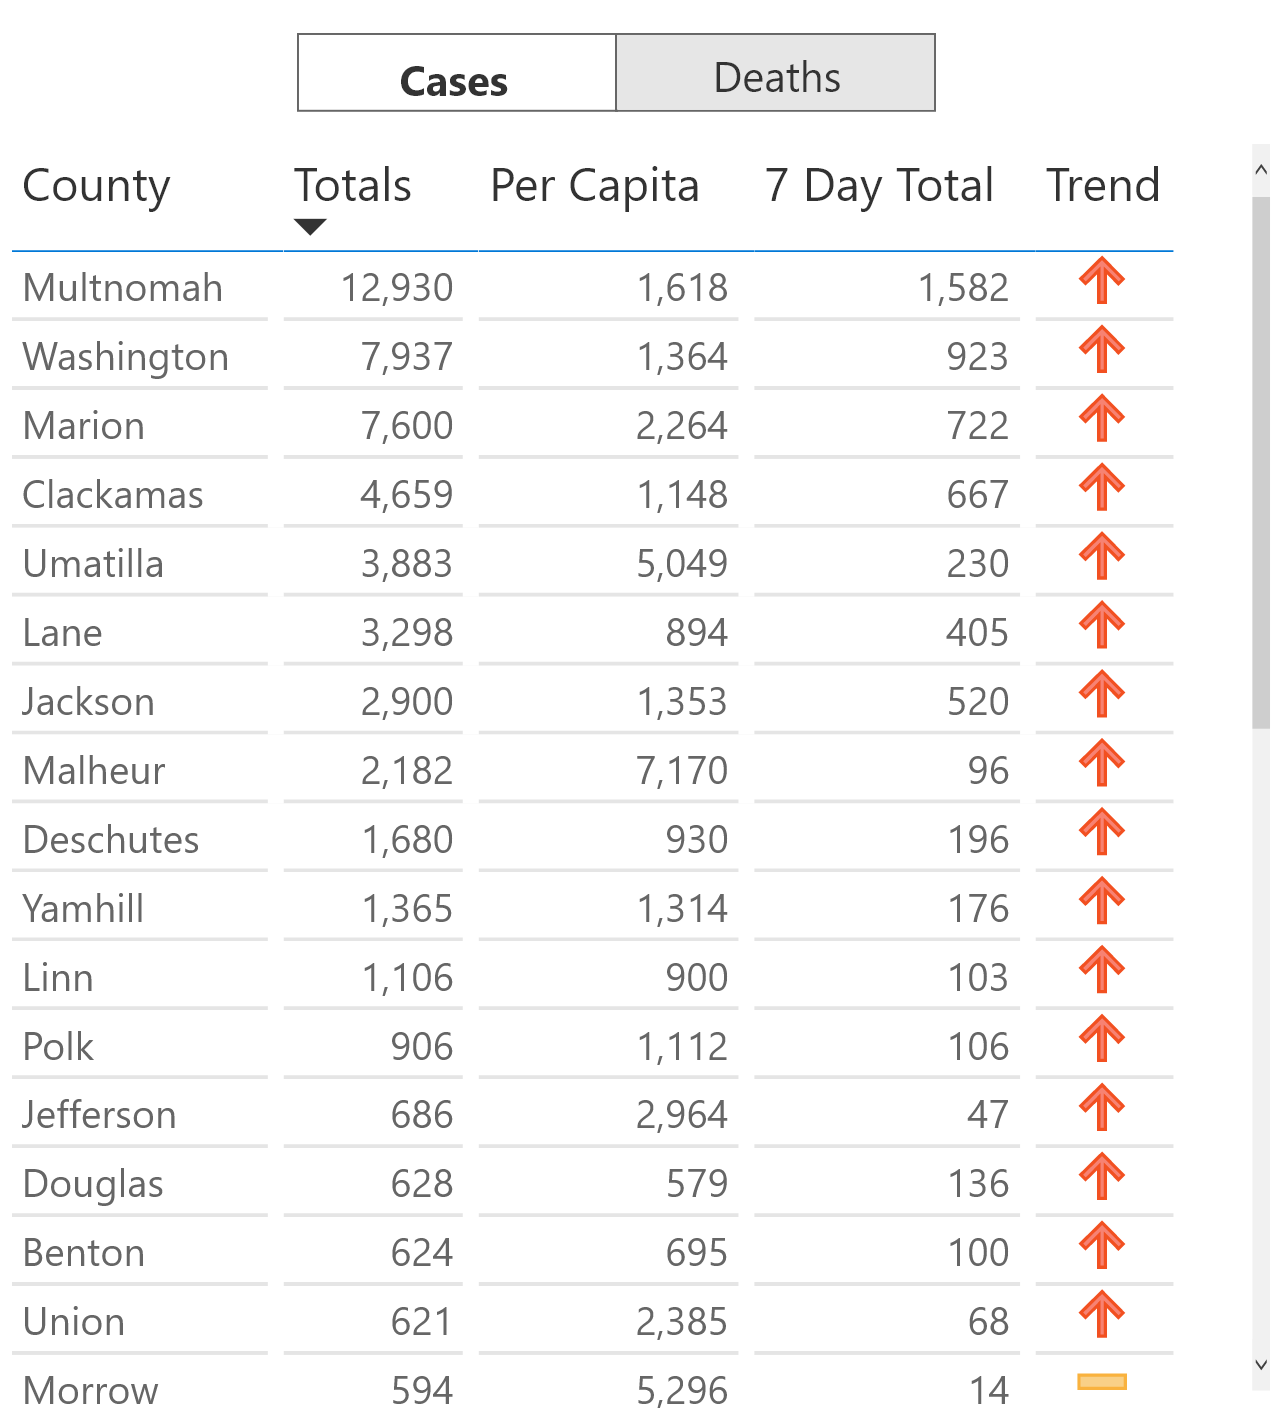 Cases Deaths
County Totals Per Capita 7 Day Total Trend
Multnomah 12,930 1,618 1,582
Washington 7,937 1,364 923
Marion 7,600 2,264 722
Clackamas 4,659 1,148 667
Umatilla 3,883 5,049 230
Lane 3,298 894 405
Jackson 2,900 1,353 520
Malheur 2,182 7,170 96
Deschutes 1,680 930 196
Yamhill 1,365 1,314 176
Linn 1,106 900 103
Polk 906 1,112 106
Jefferson 686 2,964 47
Douglas 628 579 136
Benton 624 695 100
Union 621 2,385 68
Morrow 594 5,296 14